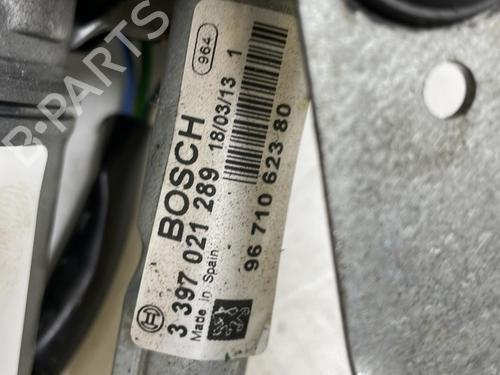 964
BOSCH
3 397 021 289 18/03/13 1
Made in Spain
96 710 623 80
B-PARTS